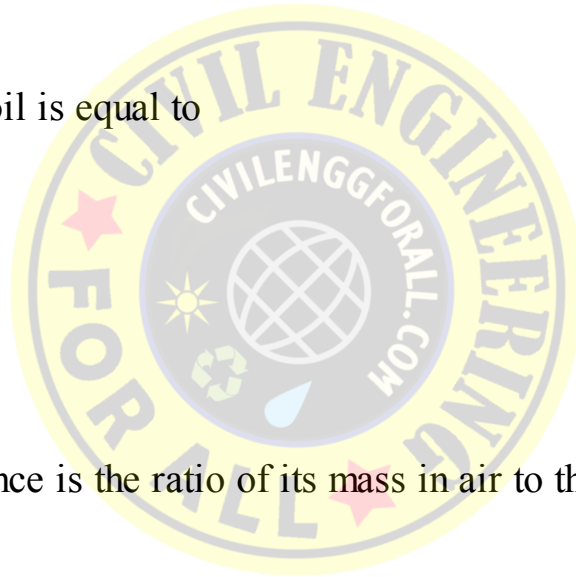 oil is equal to
CIVIL ENGINEERING
CIVILENGGFORALL.COM
FOR ALL
nce is the ratio of its mass in air to th